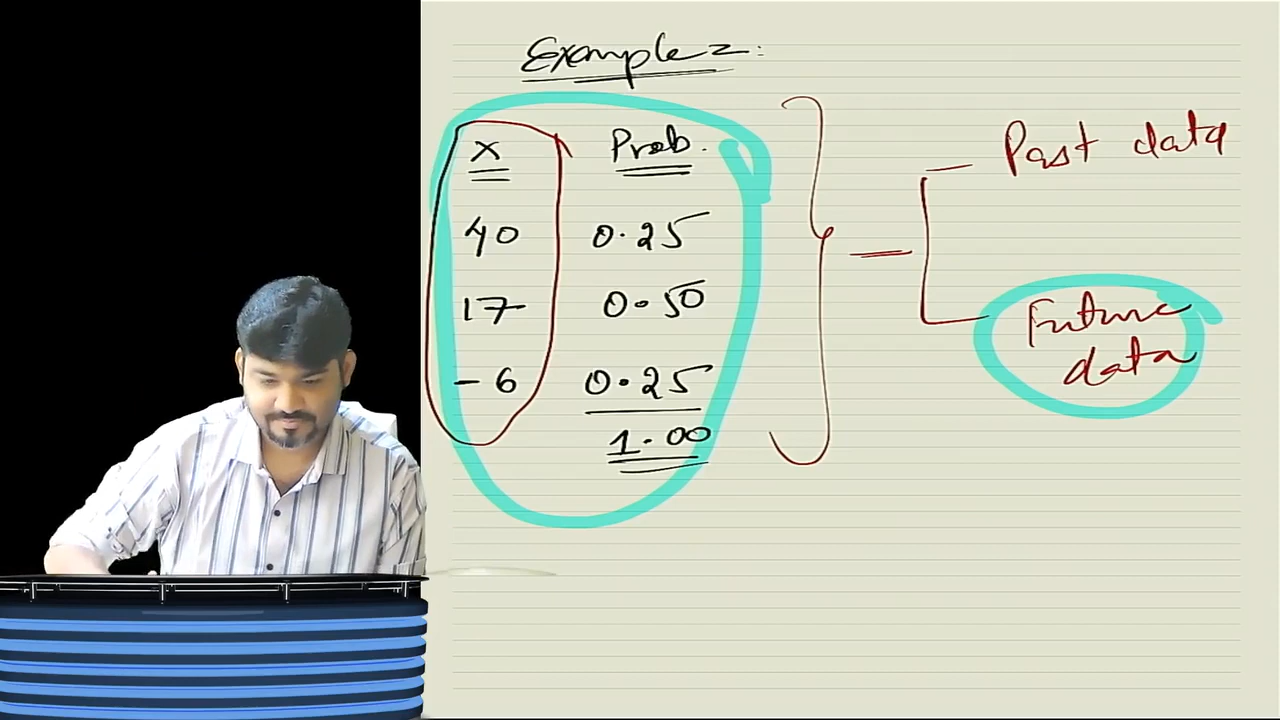 Example 2:
x Prob.
40 0.25
17 0.50
-6 0.25
1.00
Past data
Future
data